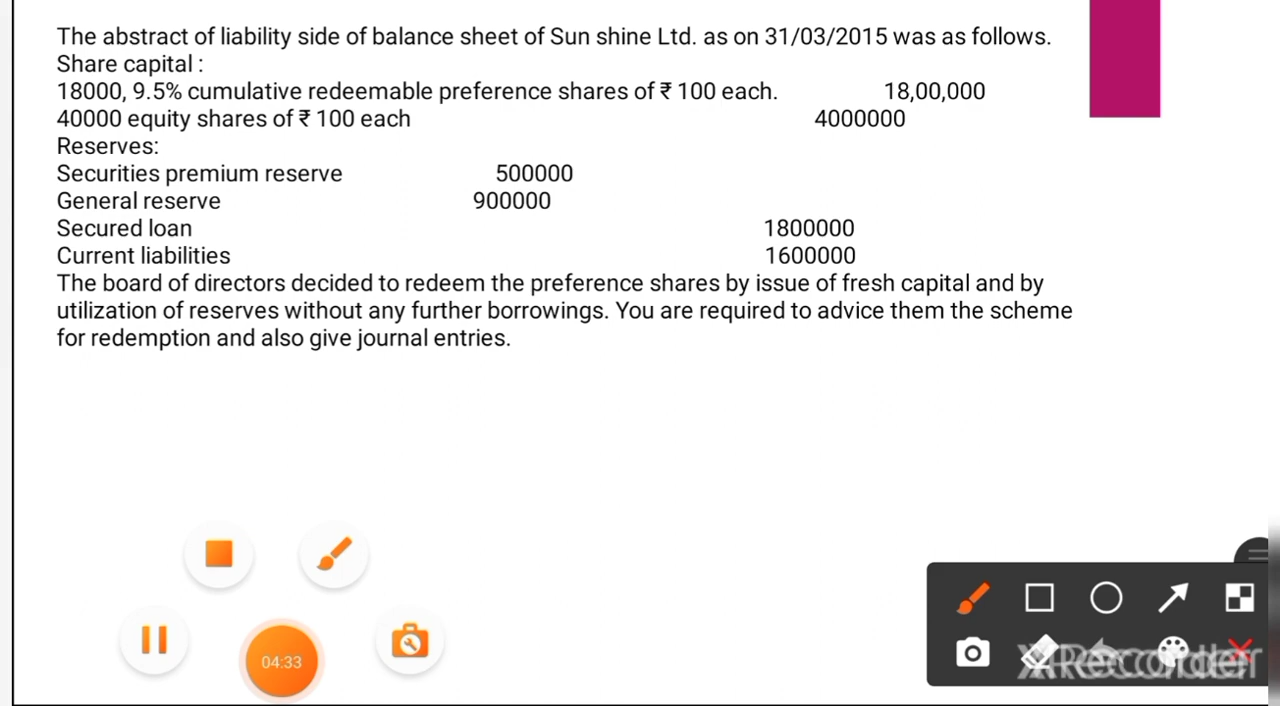 The abstract of liability side of balance sheet of Sun shine Ltd. as on 31/03/2015 was as follows.
Share capital :
18000, 9.5% cumulative redeemable preference shares of ₹ 100 each. 18,00,000
40000 equity shares of ₹ 100 each 4000000
Reserves:
Securities premium reserve 500000
General reserve 900000
Secured loan 1800000
Current liabilities 1600000
The board of directors decided to redeem the preference shares by issue of fresh capital and by
utilization of reserves without any further borrowings. You are required to advice them the scheme
for redemption and also give journal entries.
04:33
XRecorder